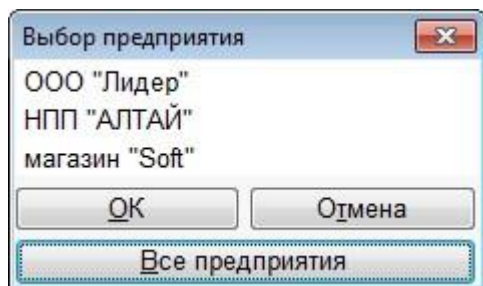 Выбор предприятия
ООО "Лидер"
НПП "АЛТАЙ"
магазин "Soft"
ОК Отмена
Все предприятия